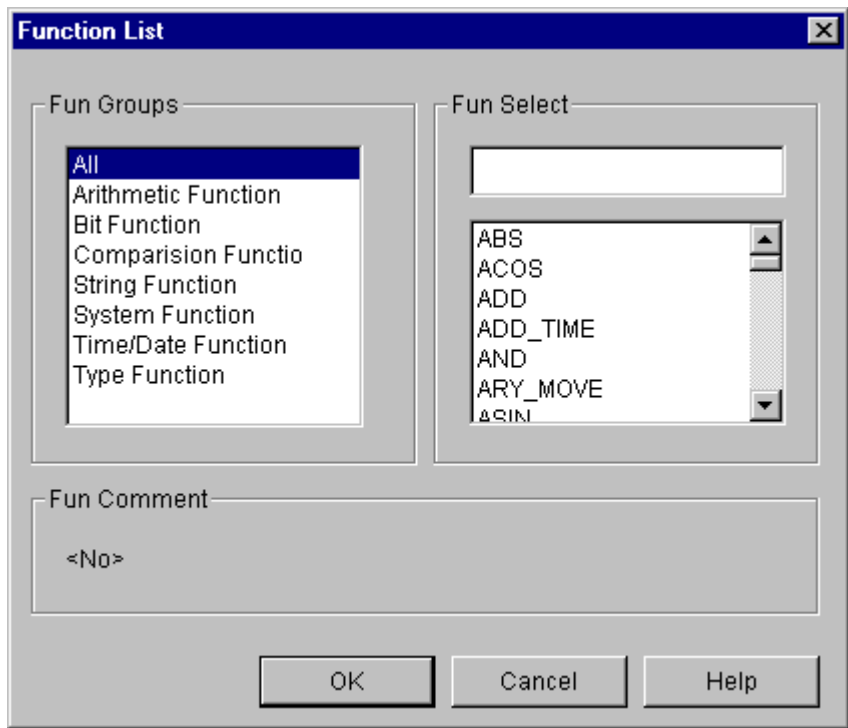 Function List
Fun Groups
All
Arithmetic Function
Bit Function
Comparision Functio
String Function
System Function
Time/Date Function
Type Function
Fun Select
ABS
ACOS
ADD
ADD_TIME
AND
ARY_MOVE
ASIN
Fun Comment
<No>
OK
Cancel
Help